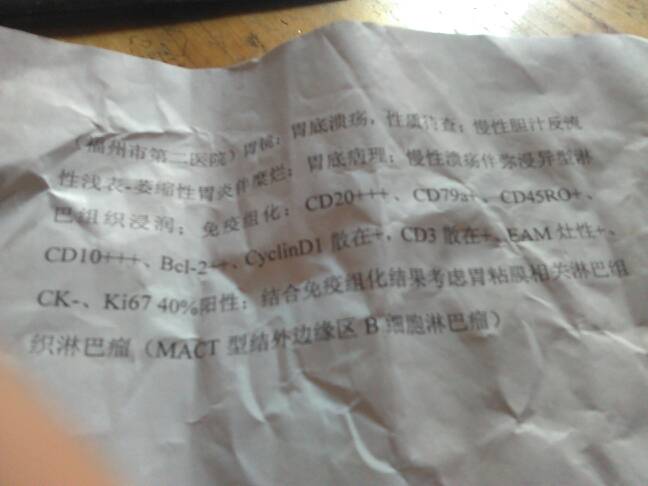 （福州市第二医院）胃镜：胃底溃疡，性质待查；慢性胆汁反流
性浅表-萎缩性胃炎伴糜烂；胃底病理：慢性溃疡伴弥漫异型淋
巴组织浸润；免疫组化：CD20+++、CD79a+、CD45RO+、
CD10+++、Bcl-2++、CyclinD1 散在+，CD3 散在+、EAM 灶性+、
CK-、Ki67 40%阳性；结合免疫组化结果考虑胃粘膜相关淋巴组
织淋巴瘤（MACT 型结外边缘区 B 细胞淋巴瘤）